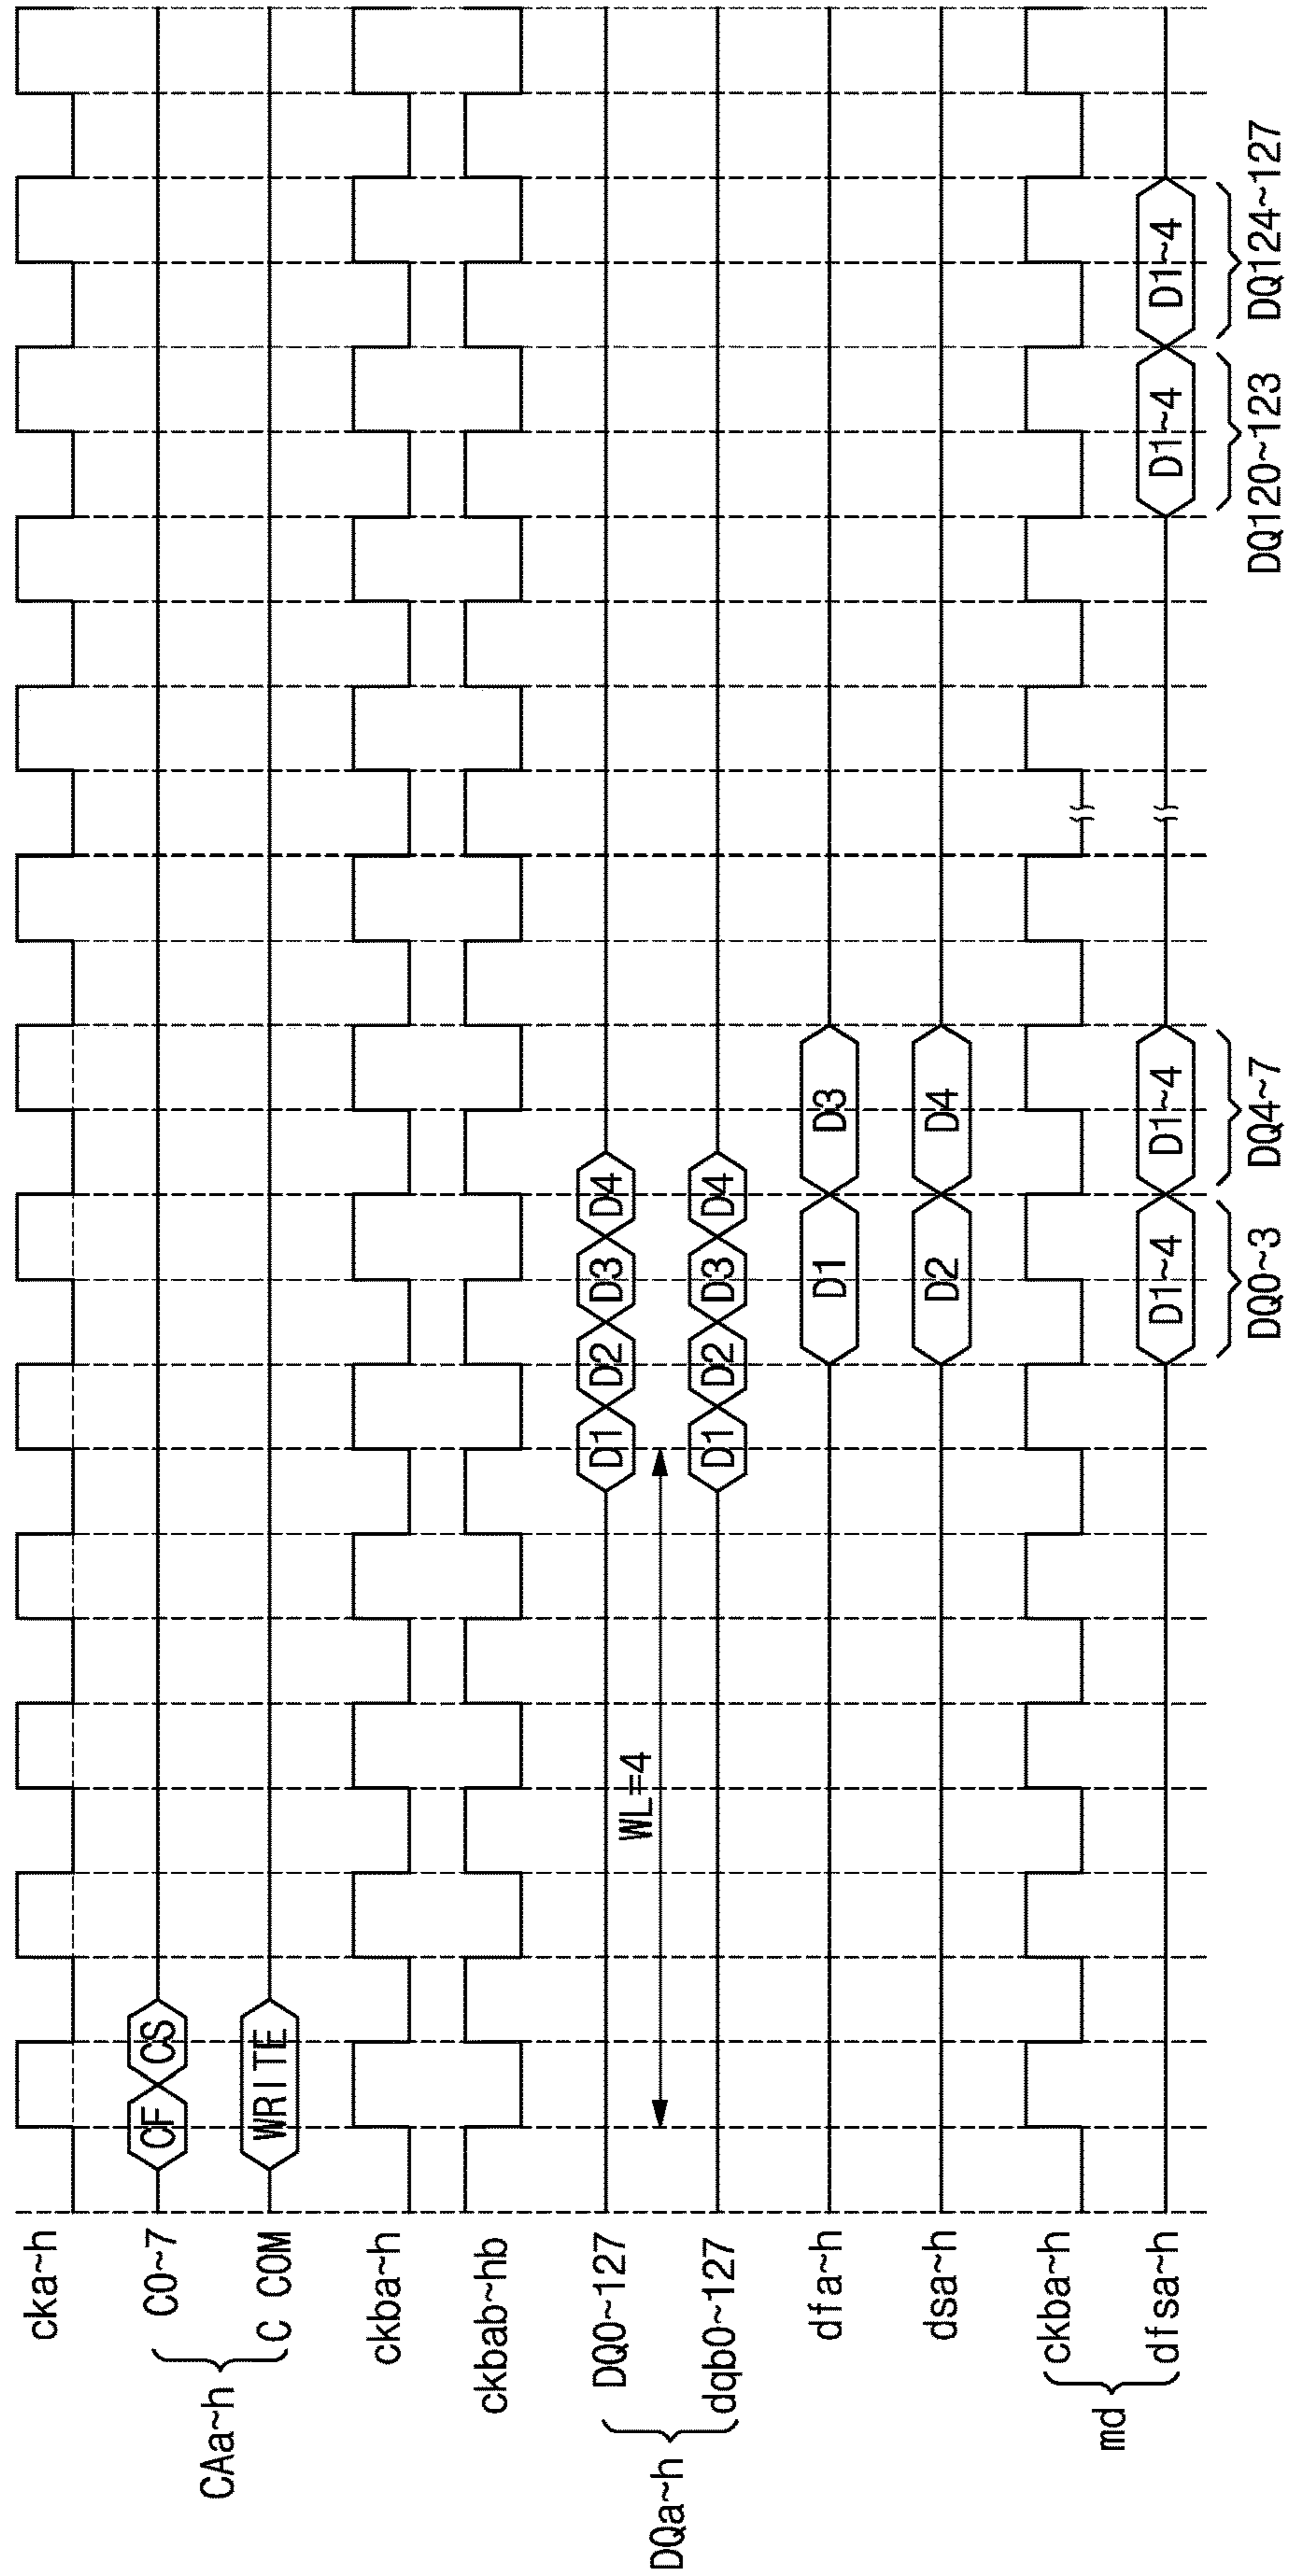 cka~h
CAa~h
C0~7 CF CS
C COM WRITE
ckba~h
ckbab~hb
DQa~h
DQ0~127 D1 D2 D3 D4
WL=4
dqb0~127 D1 D2 D3 D4
dfa~h D1 D3
dsa~h D2 D4
md
ckba~h
dfsa~h D1~4 D1~4 D1~4 D1~4
DQ0~3 DQ4~7 DQ120~123 DQ124~127